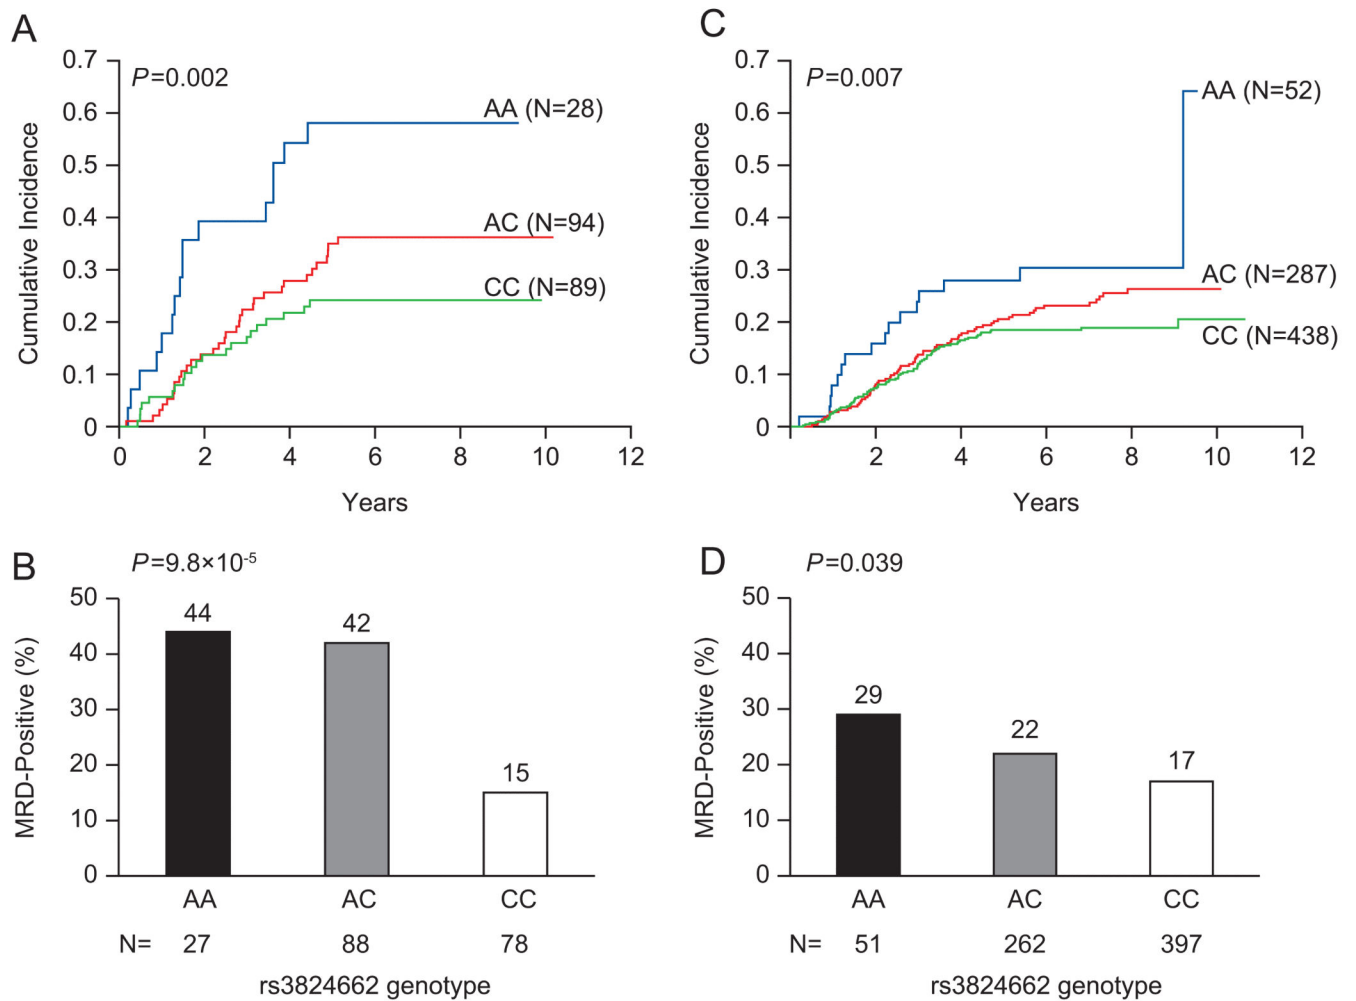 A
P=0.002
0.7
0.6
0.5
0.4
0.3
0.2
0.1
0
Cumulative Incidence
AA (N=28)
AC (N=94)
CC (N=89)
0 2 4 6 8 10 12
Years
C
P=0.007
0.7
0.6
0.5
0.4
0.3
0.2
0.1
0
Cumulative Incidence
AA (N=52)
AC (N=287)
CC (N=438)
2 4 6 8 10 12
Years
B
P=9.8×10⁻⁵
50
40
30
20
10
0
MRD-Positive (%)
44 42 15
AA AC CC
N= 27 88 78
rs3824662 genotype
D
P=0.039
50
40
30
20
10
0
MRD-Positive (%)
29 22 17
AA AC CC
N= 51 262 397
rs3824662 genotype